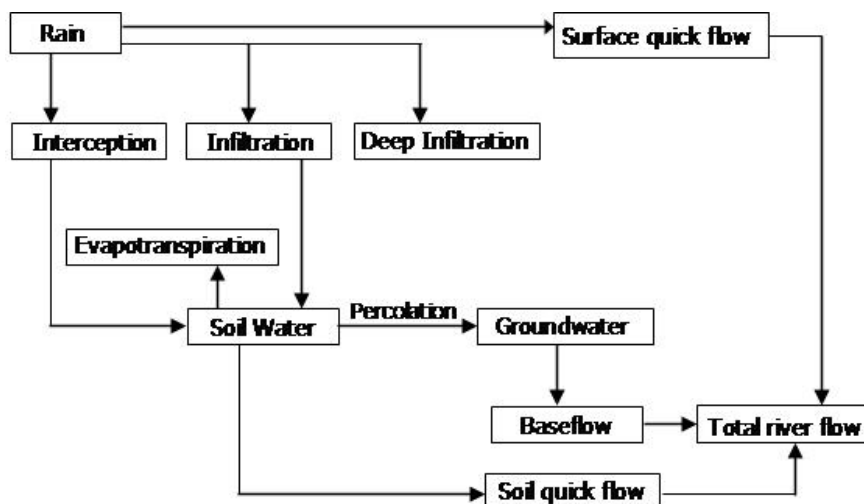 Rain
Surface quick flow
Interception
Infiltration
Deep Infiltration
Evapotranspiration
Percolation
Soil Water
Groundwater
Baseflow
Total river flow
Soil quick flow